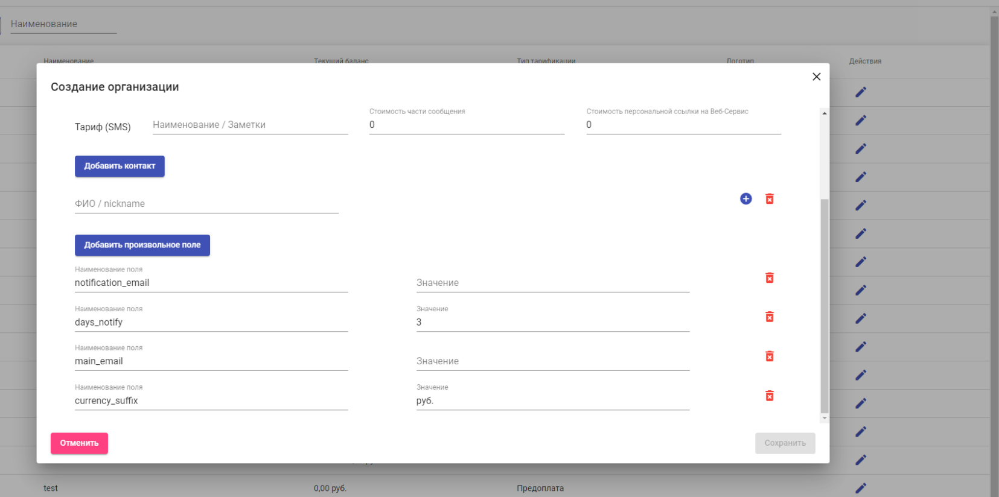 Наименование
Наименование Текущий баланс Тип тарификации Логотип Действия
Создание организации
Стоимость части сообщения Стоимость персональной ссылки на Веб-Сервис
Тариф (SMS) Наименование / Заметки 0 0
Добавить контакт
ФИО / nickname
Добавить произвольное поле
Наименование поля
notification_email Значение
Наименование поля Значение
days_notify 3
Наименование поля
main_email Значение
Наименование поля Значение
currency_suffix руб.
Отменить Сохранить
test 0,00 руб. Предоплата